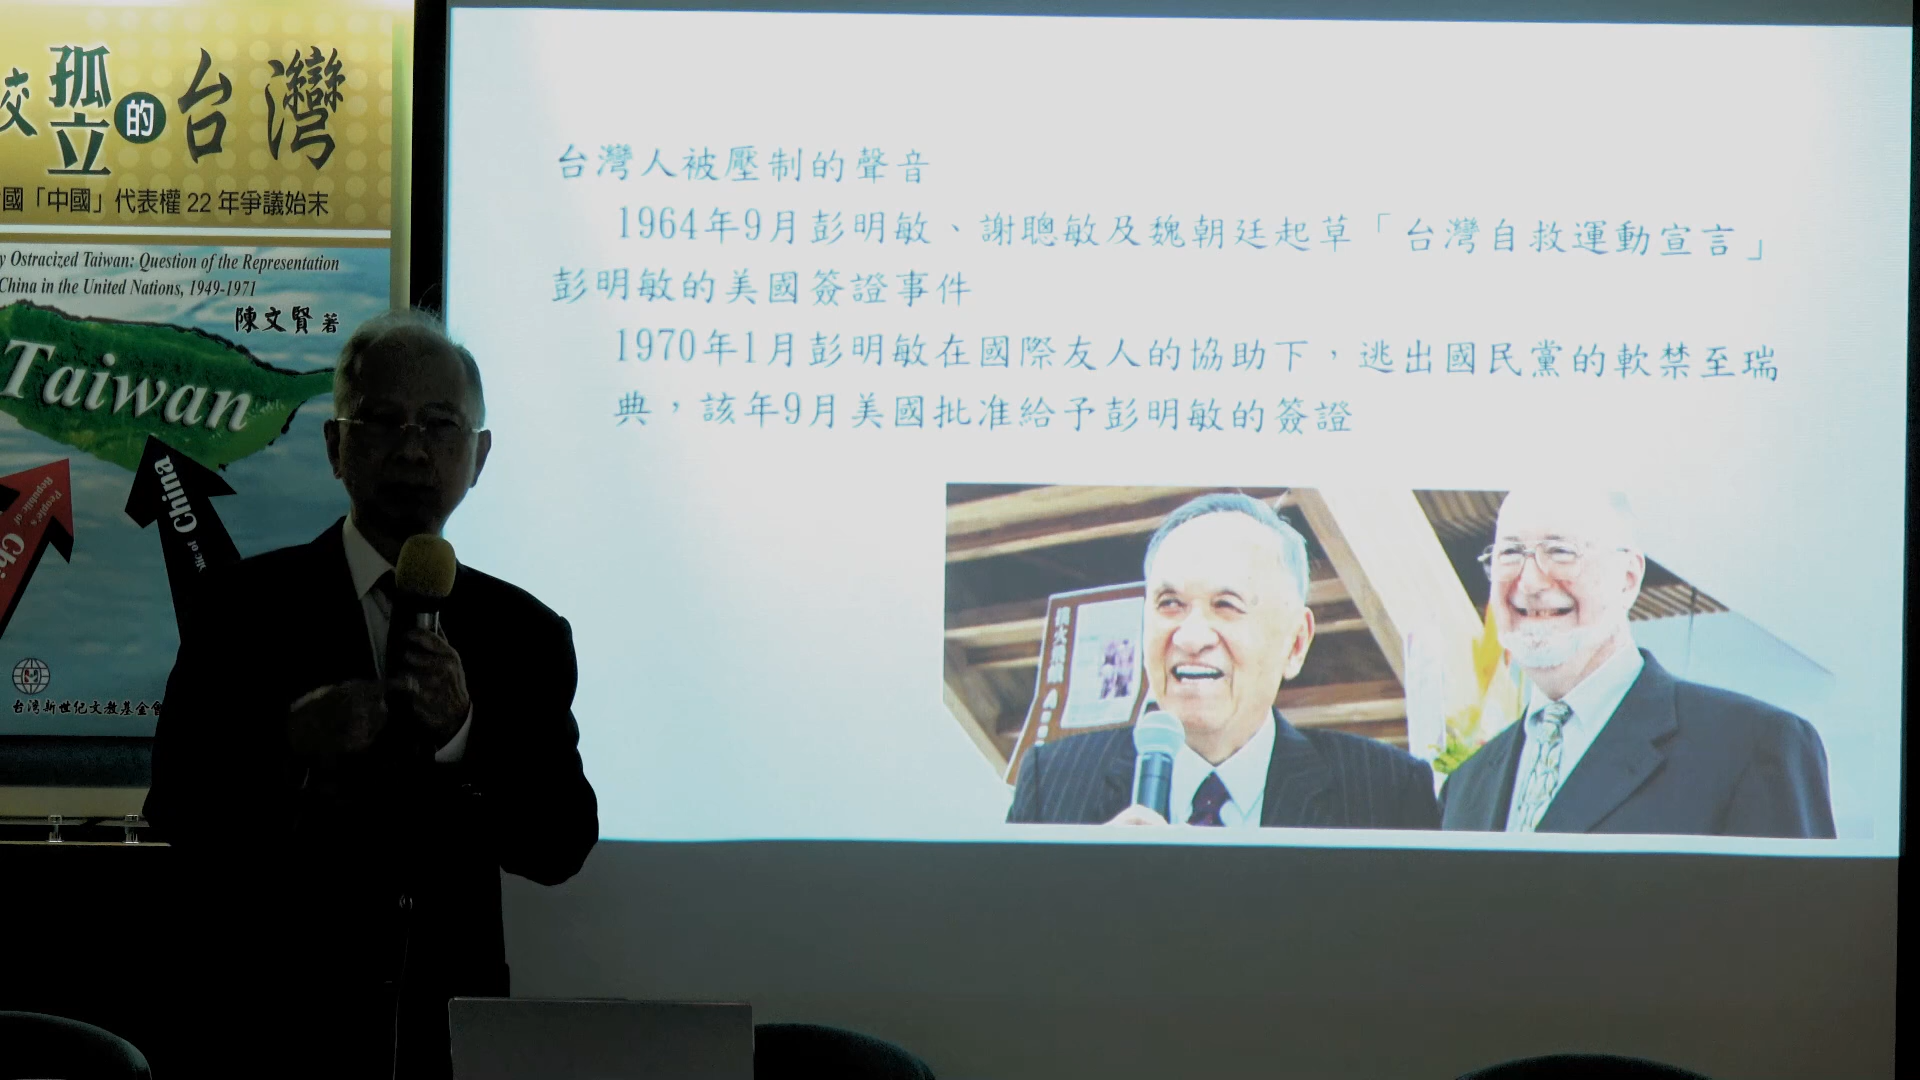 孤立的台灣
國「中國」代表權 22 年爭議始末
y Ostracized Taiwan: Question of the Representation
China in the United Nations, 1949-1971
陳文賢 著
Taiwan
People's
Republic of
China
台灣新世紀文教基金會
台灣人被壓制的聲音
1964年9月彭明敏、謝聰敏及魏朝廷起草「台灣自救運動宣言」
彭明敏的美國簽證事件
1970年1月彭明敏在國際友人的協助下，逃出國民黨的軟禁至瑞
典，該年9月美國批准給予彭明敏的簽證